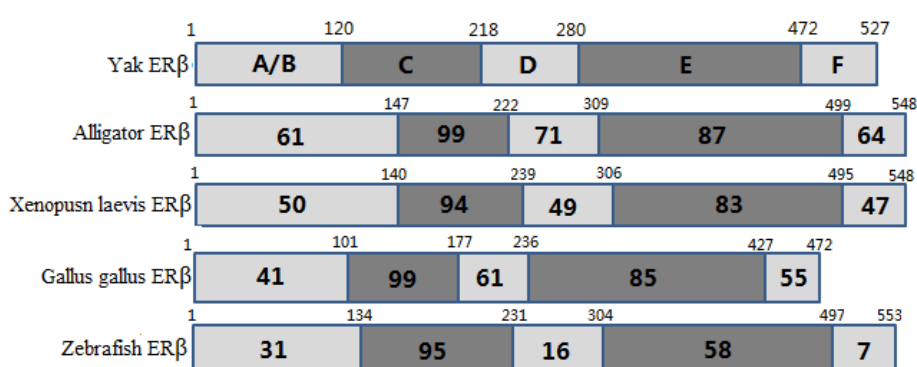 1 120 218 280 472 527
Yak ERβ A/B C D E F
1 147 222 309 499 548
Alligator ERβ 61 99 71 87 64
1 140 239 306 495 548
Xenopusn laevis ERβ 50 94 49 83 47
1 101 177 236 427 472
Gallus gallus ERβ 41 99 61 85 55
1 134 231 304 497 553
Zebrafish ERβ 31 95 16 58 7